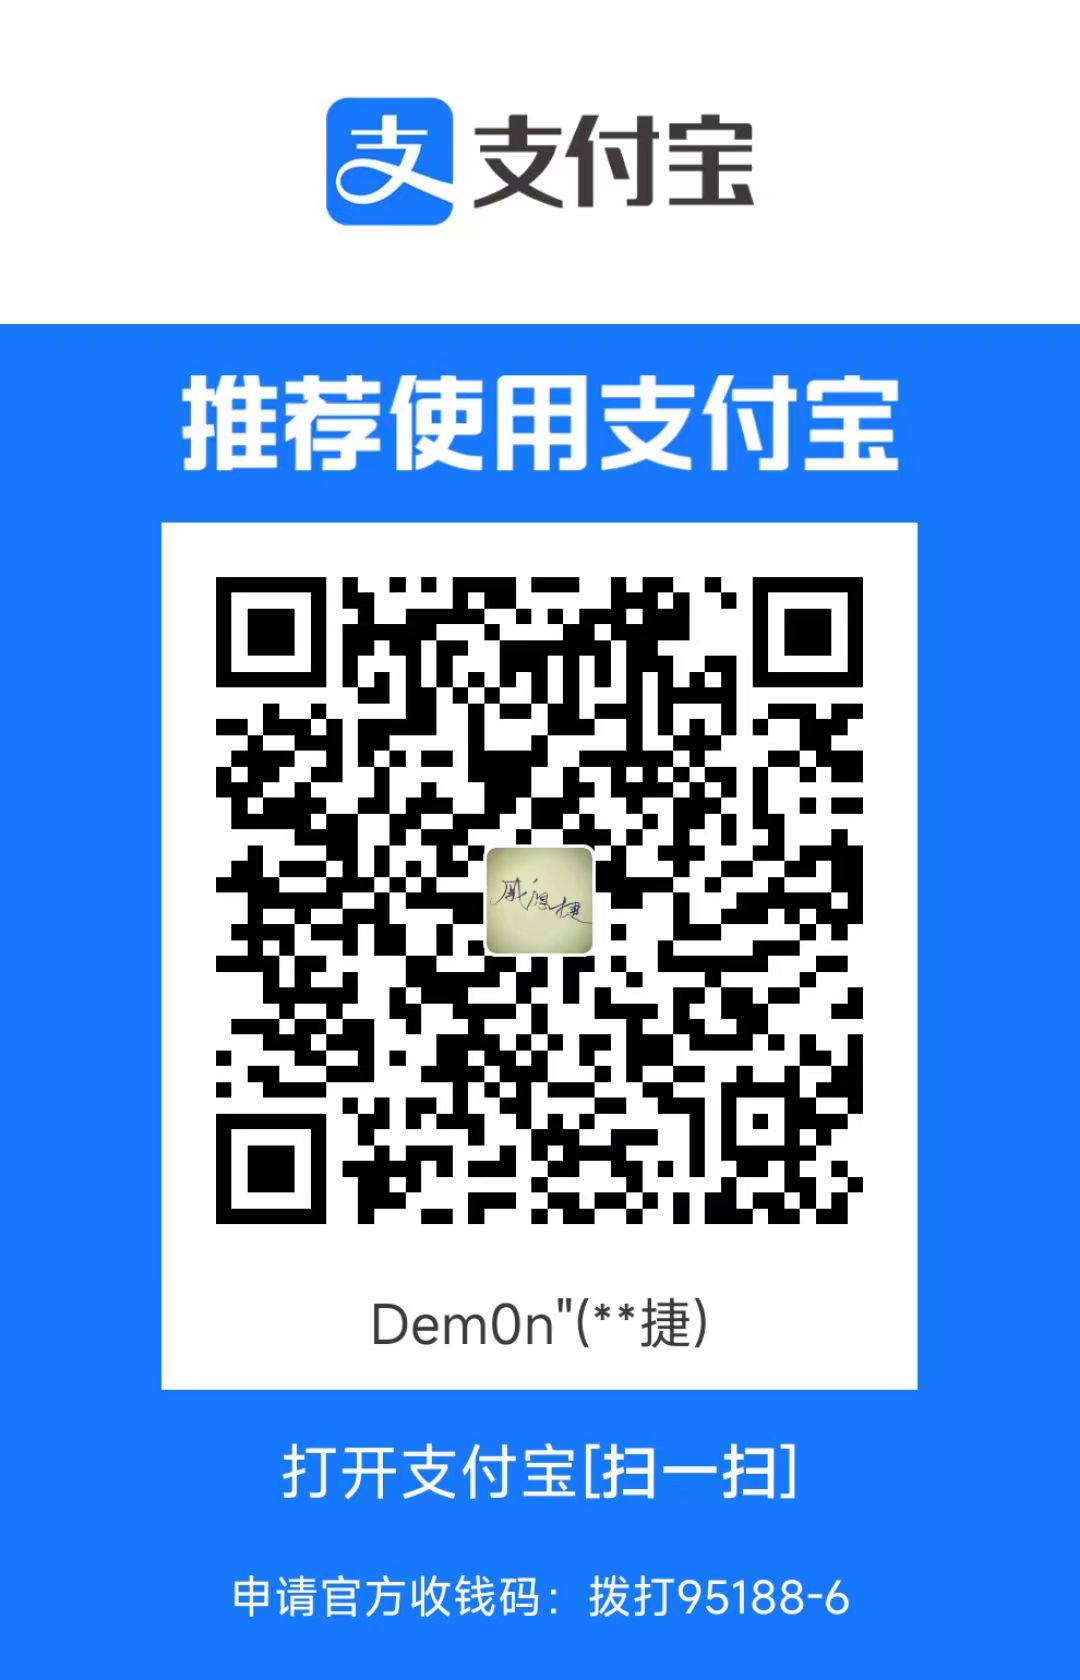 支 支付宝
推荐使用支付宝
Dem0n"(**捷)
打开支付宝[扫一扫]
申请官方收钱码：拨打95188-6